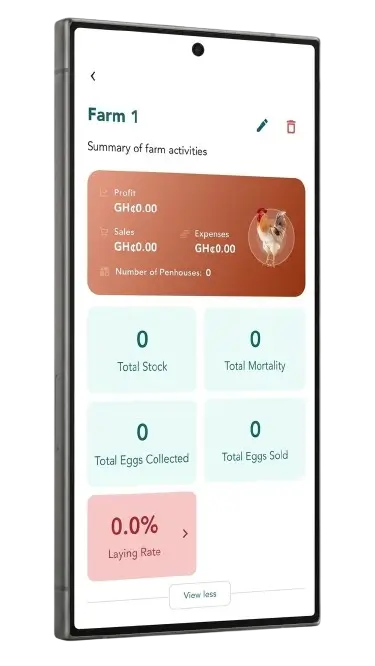 Farm 1
Summary of farm activities
Profit
GH¢0.00
Sales
GH¢0.00
Expenses
GH¢0.00
Number of Penhouses: 0
0
Total Stock
0
Total Mortality
0
Total Eggs Collected
0
Total Eggs Sold
0.0%
Laying Rate
View less